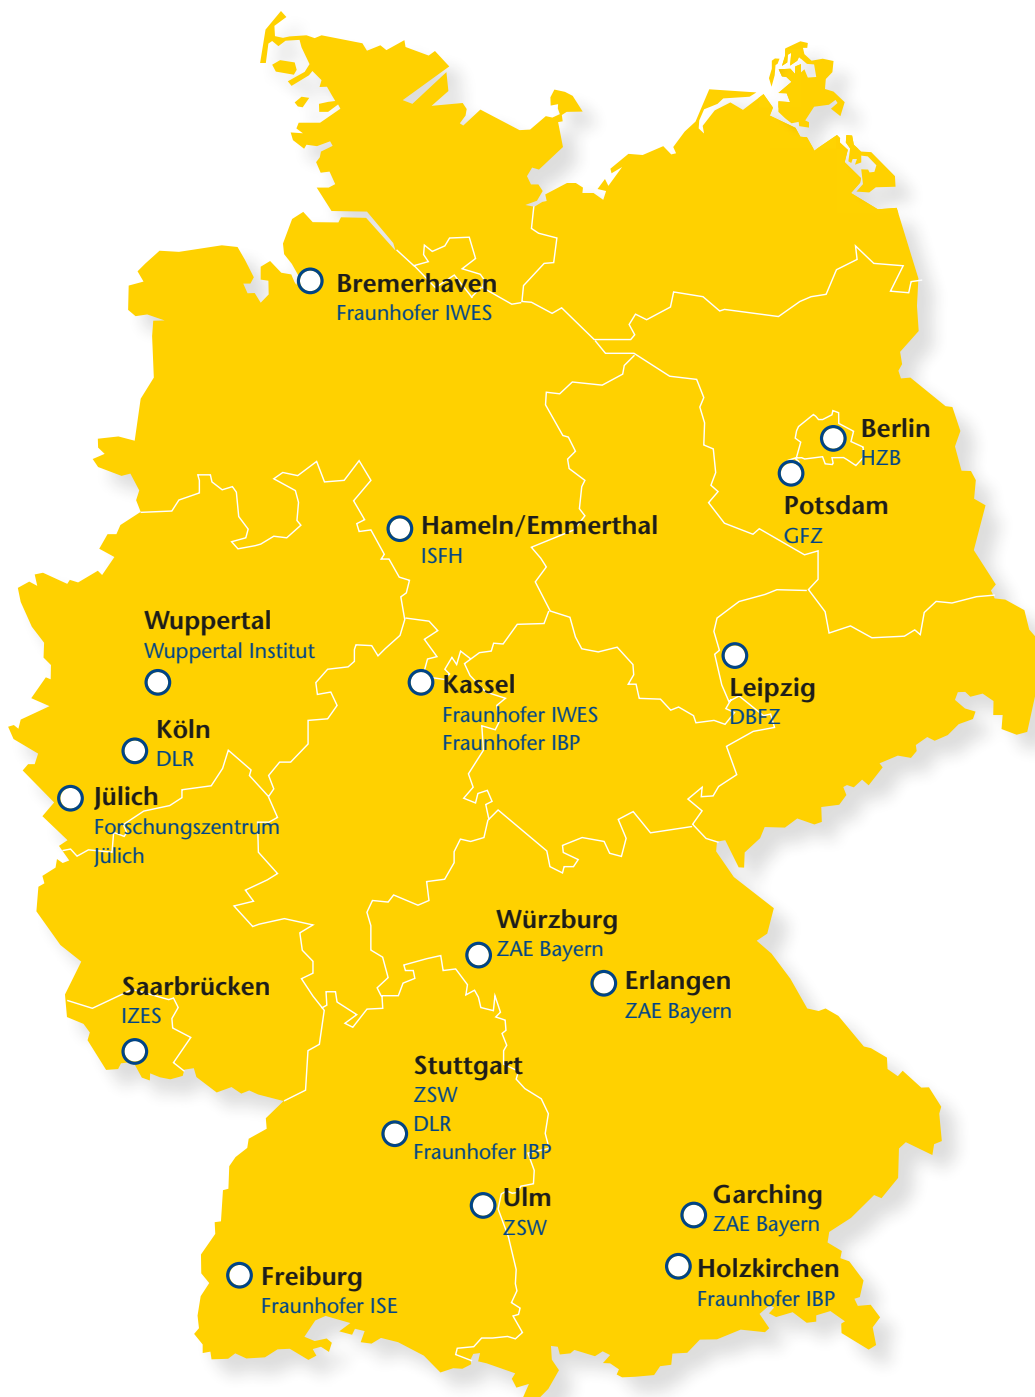 Bremerhaven
Fraunhofer IWES
Berlin
HZB
Potsdam
GFZ
Hameln/Emmerthal
ISFH
Wuppertal
Wuppertal Institut
Kassel
Fraunhofer IWES
Fraunhofer IBP
Leipzig
DBFZ
Köln
DLR
Jülich
Forschungszentrum
Jülich
Würzburg
ZAE Bayern
Erlangen
ZAE Bayern
Saarbrücken
IZES
Stuttgart
ZSW
DLR
Fraunhofer IBP
Ulm
ZSW
Garching
ZAE Bayern
Holzkirchen
Fraunhofer IBP
Freiburg
Fraunhofer ISE